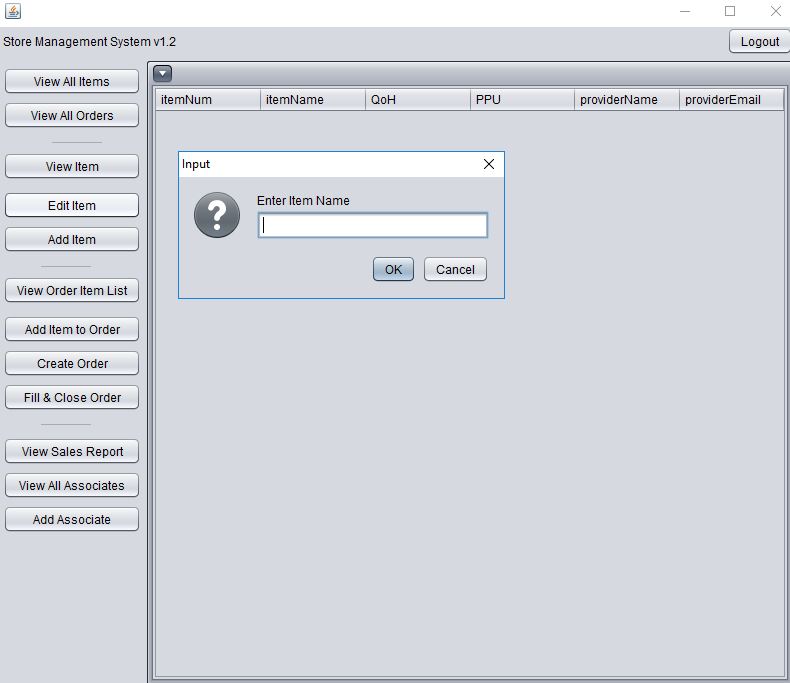 Store Management System v1.2
Logout
View All Items
View All Orders
View Item
Edit Item
Add Item
View Order Item List
Add Item to Order
Create Order
Fill & Close Order
View Sales Report
View All Associates
Add Associate
itemNum itemName QoH PPU providerName providerEmail
Input
?
Enter Item Name
OK Cancel